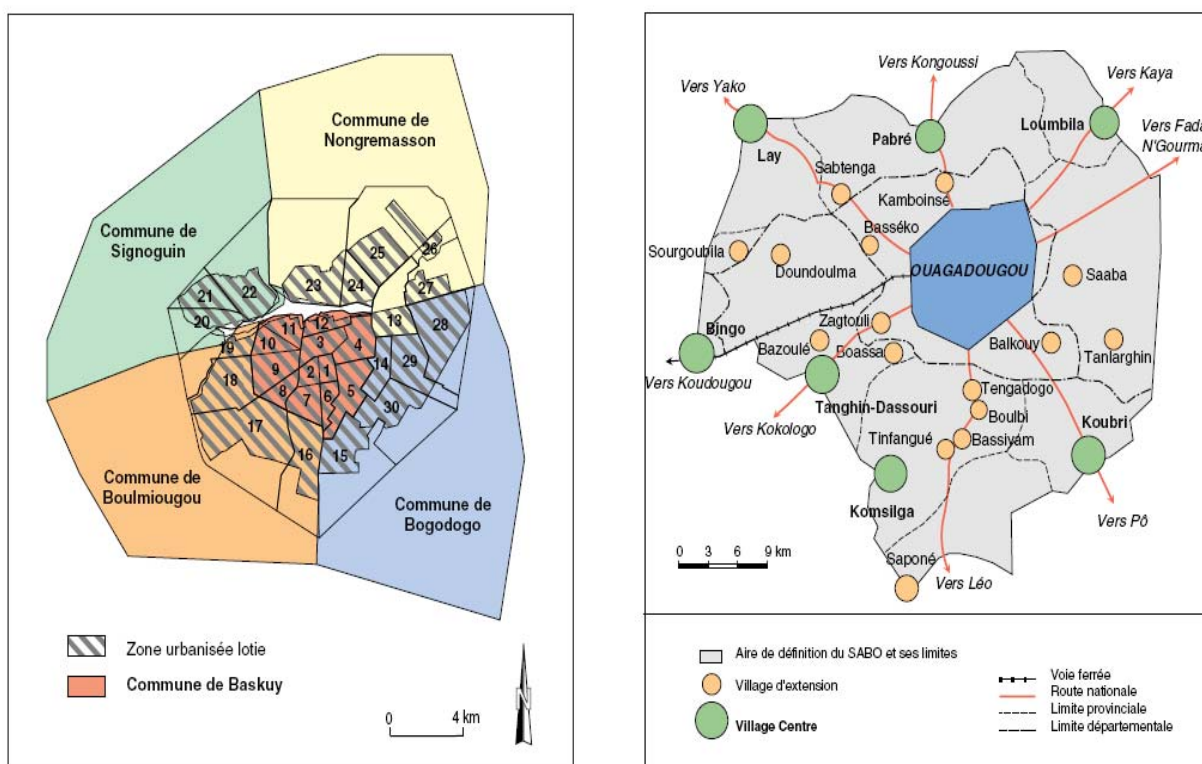 Commune de
Nongremasson
Commune de
Signoguin
25
26
23
24
21
22
27
20
13
28
11
12
19
10
3
4
18
14
29
9
2
1
8
7
6
5
30
17
16
15
Commune de
Boulmiougou
Commune de
Bogodogo
Zone urbanisée lotie
Commune de Baskuy
0
4 km
N
Vers Kongoussi
Vers Yako
Vers Kaya
Pabré
Loumbila
Vers Fada
N'Gourma
Lay
Sabtenga
Kamboinsé
Basséko
Sourgoubila
Doundoulma
OUAGADOUGOU
Saaba
Bingo
Zagtouli
Bazoulé
Boassa
Balkouy
Tanlarghin
Vers Koudougou
Tengadogo
Tanghin-Dassouri
Boulbi
Koubri
Vers Kokologo
Tinfangué
Bassiyam
Komsilga
Vers Pô
0 3 6 9 km
Saponé
Vers Léo
Aire de définition du SABO et ses limites
Village d'extension
Village Centre
Voie ferrée
Route nationale
Limite provinciale
Limite départementale